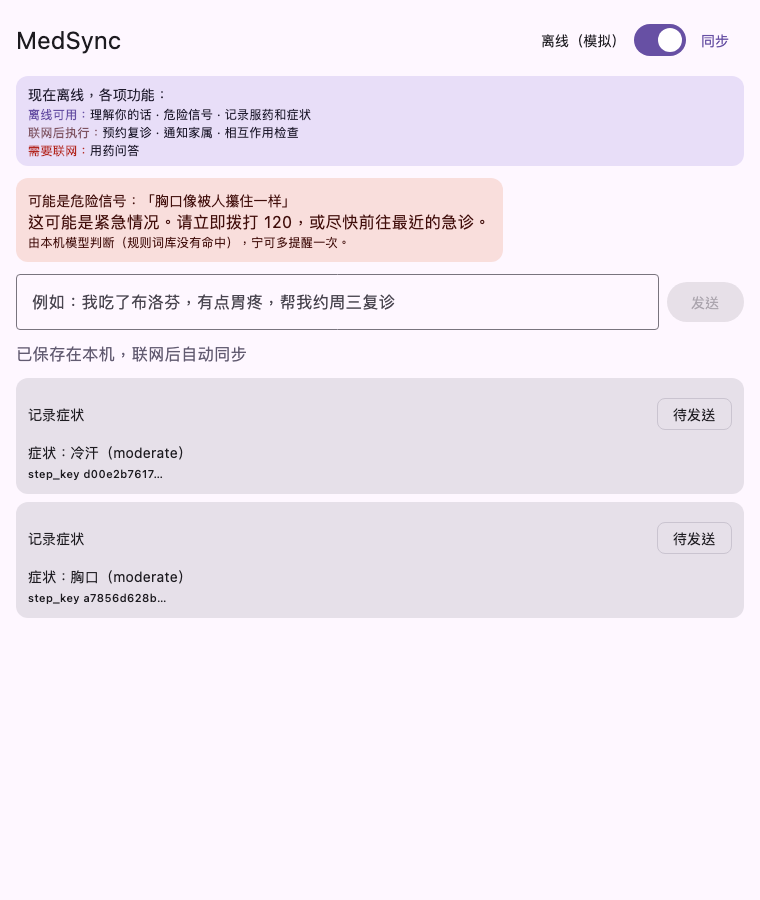 MedSync
离线（模拟）
同步
现在离线，各项功能：
离线可用：理解你的话 · 危险信号 · 记录服药和症状
联网后执行：预约复诊 · 通知家属 · 相互作用检查
需要联网：用药问答
可能是危险信号：「胸口像被人攥住一样」
这可能是紧急情况。请立即拨打 120，或尽快前往最近的急诊。
由本机模型判断（规则词库没有命中），宁可多提醒一次。
例如：我吃了布洛芬，有点胃疼，帮我约周三复诊
发送
已保存在本机，联网后自动同步
记录症状
待发送
症状：冷汗（moderate）
step_key d00e2b7617...
记录症状
待发送
症状：胸口（moderate）
step_key a7856d628b...